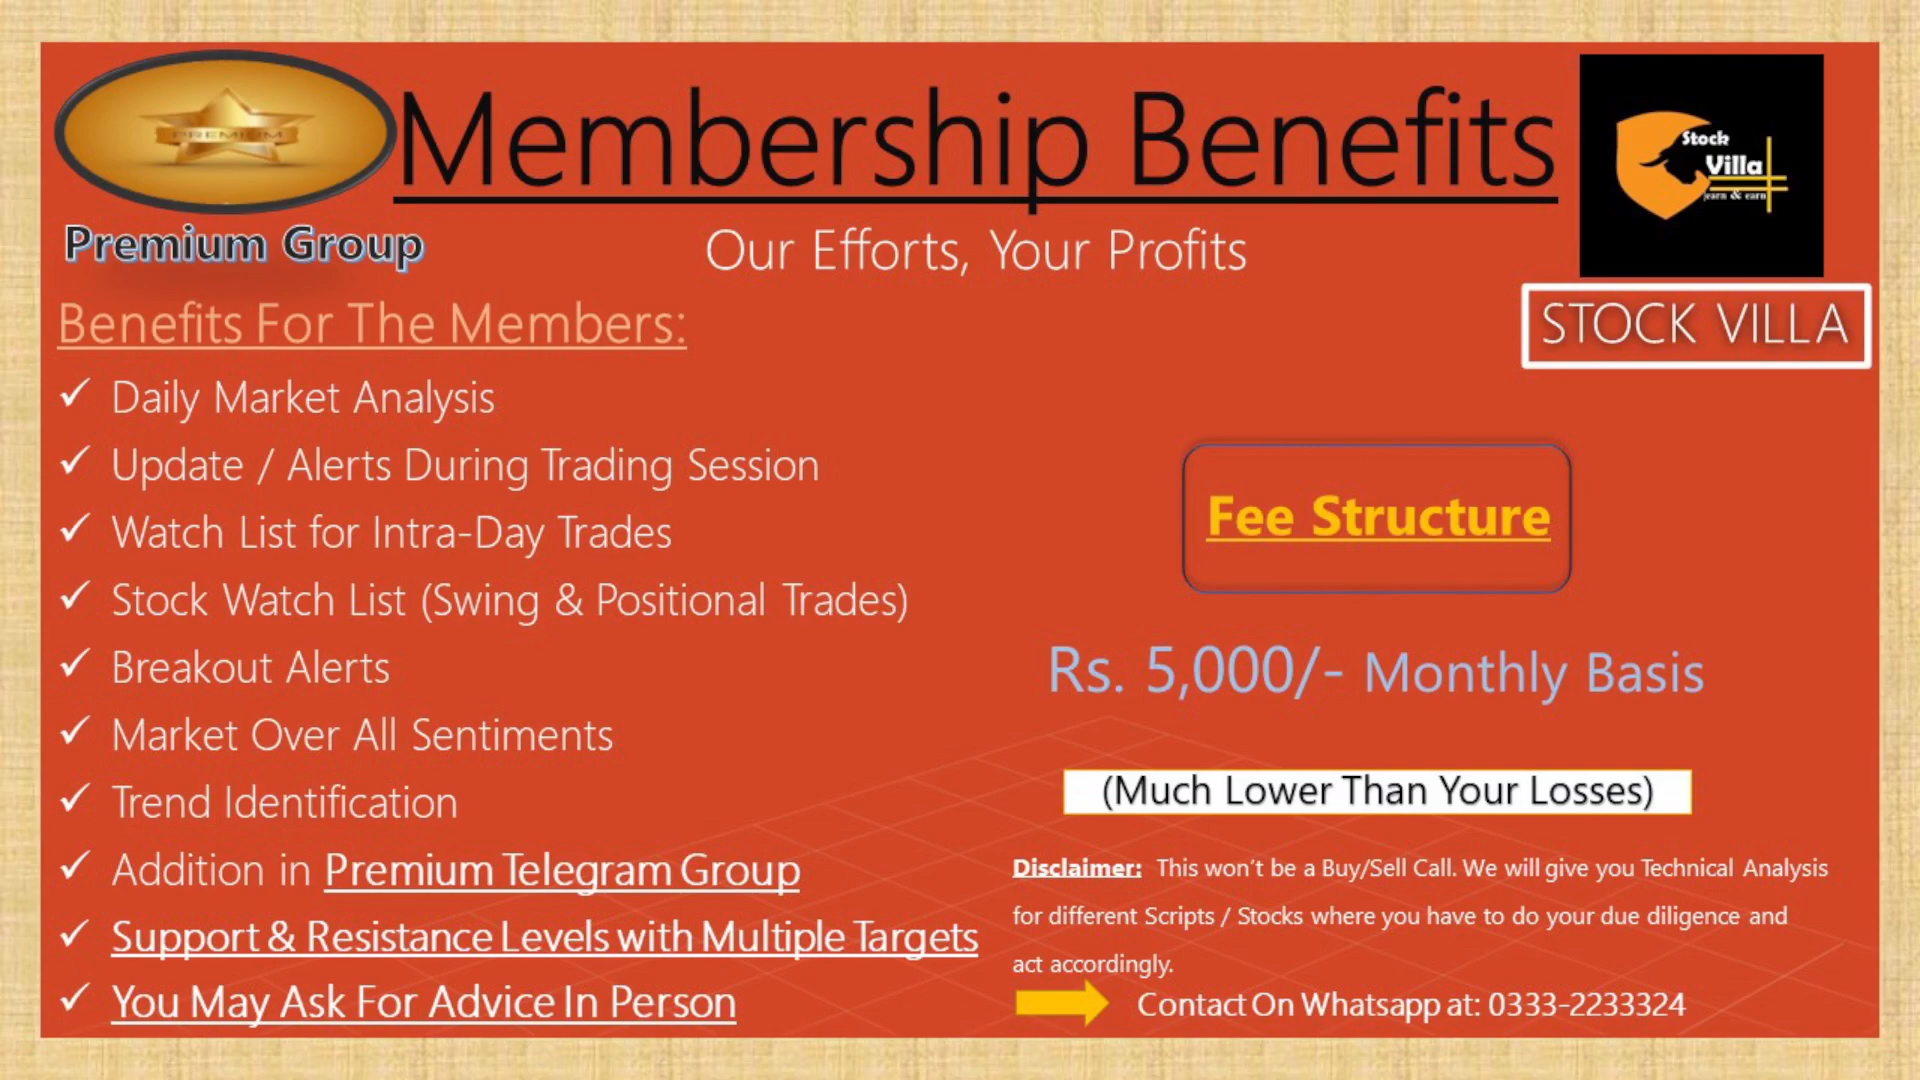 PREMIUM
Membership Benefits
Stock
Villa
learn & earn
Premium Group
Our Efforts, Your Profits
STOCK VILLA
Benefits For The Members:
✓ Daily Market Analysis
✓ Update / Alerts During Trading Session
✓ Watch List for Intra-Day Trades
✓ Stock Watch List (Swing & Positional Trades)
✓ Breakout Alerts
✓ Market Over All Sentiments
✓ Trend Identification
✓ Addition in Premium Telegram Group
✓ Support & Resistance Levels with Multiple Targets
✓ You May Ask For Advice In Person
Fee Structure
Rs. 5,000/- Monthly Basis
(Much Lower Than Your Losses)
Disclaimer: This won't be a Buy/Sell Call. We will give you Technical Analysis
for different Scripts / Stocks where you have to do your due diligence and
act accordingly.
Contact On Whatsapp at: 0333-2233324